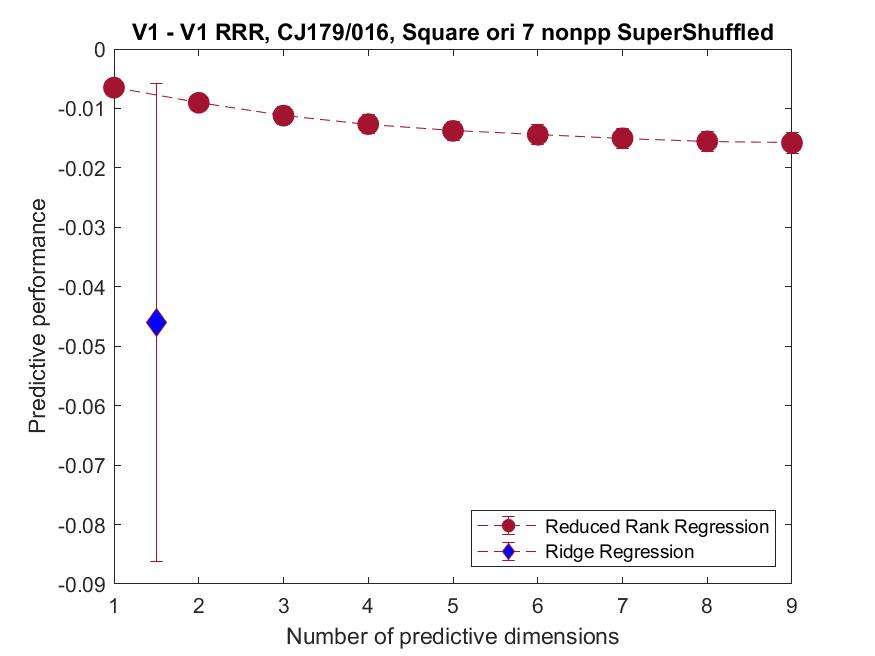 V1 - V1 RRR, CJ179/016, Square ori 7 nonpp SuperShuffled
0
-0.01
-0.02
-0.03
-0.04
-0.05
-0.06
-0.07
-0.08
-0.09
Predictive performance
Reduced Rank Regression
Ridge Regression
1 2 3 4 5 6 7 8 9
Number of predictive dimensions